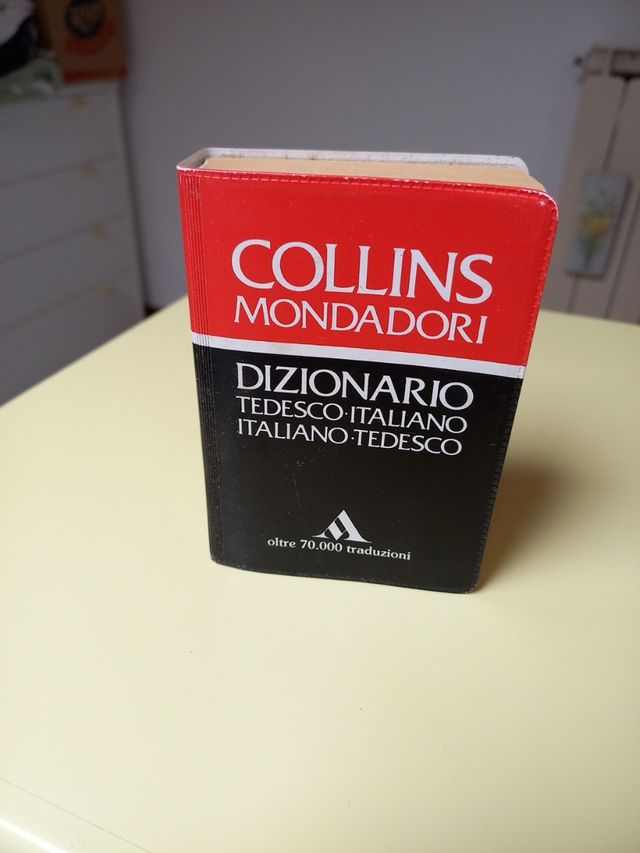 COLLINS
MONDADORI
DIZIONARIO
TEDESCO·ITALIANO
ITALIANO·TEDESCO
oltre 70.000 traduzioni